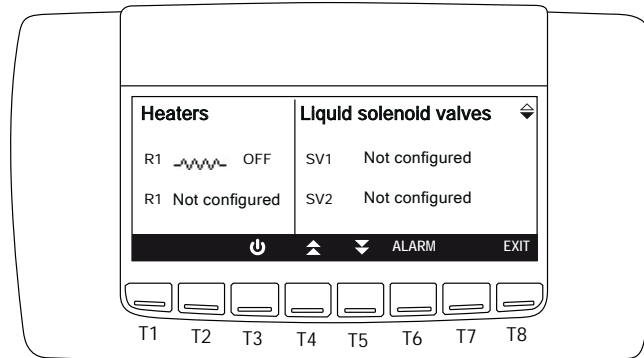 Heaters
R1 OFF
R1 Not configured
Liquid solenoid valves
SV1 Not configured
SV2 Not configured
ALARM EXIT
T1 T2 T3 T4 T5 T6 T7 T8